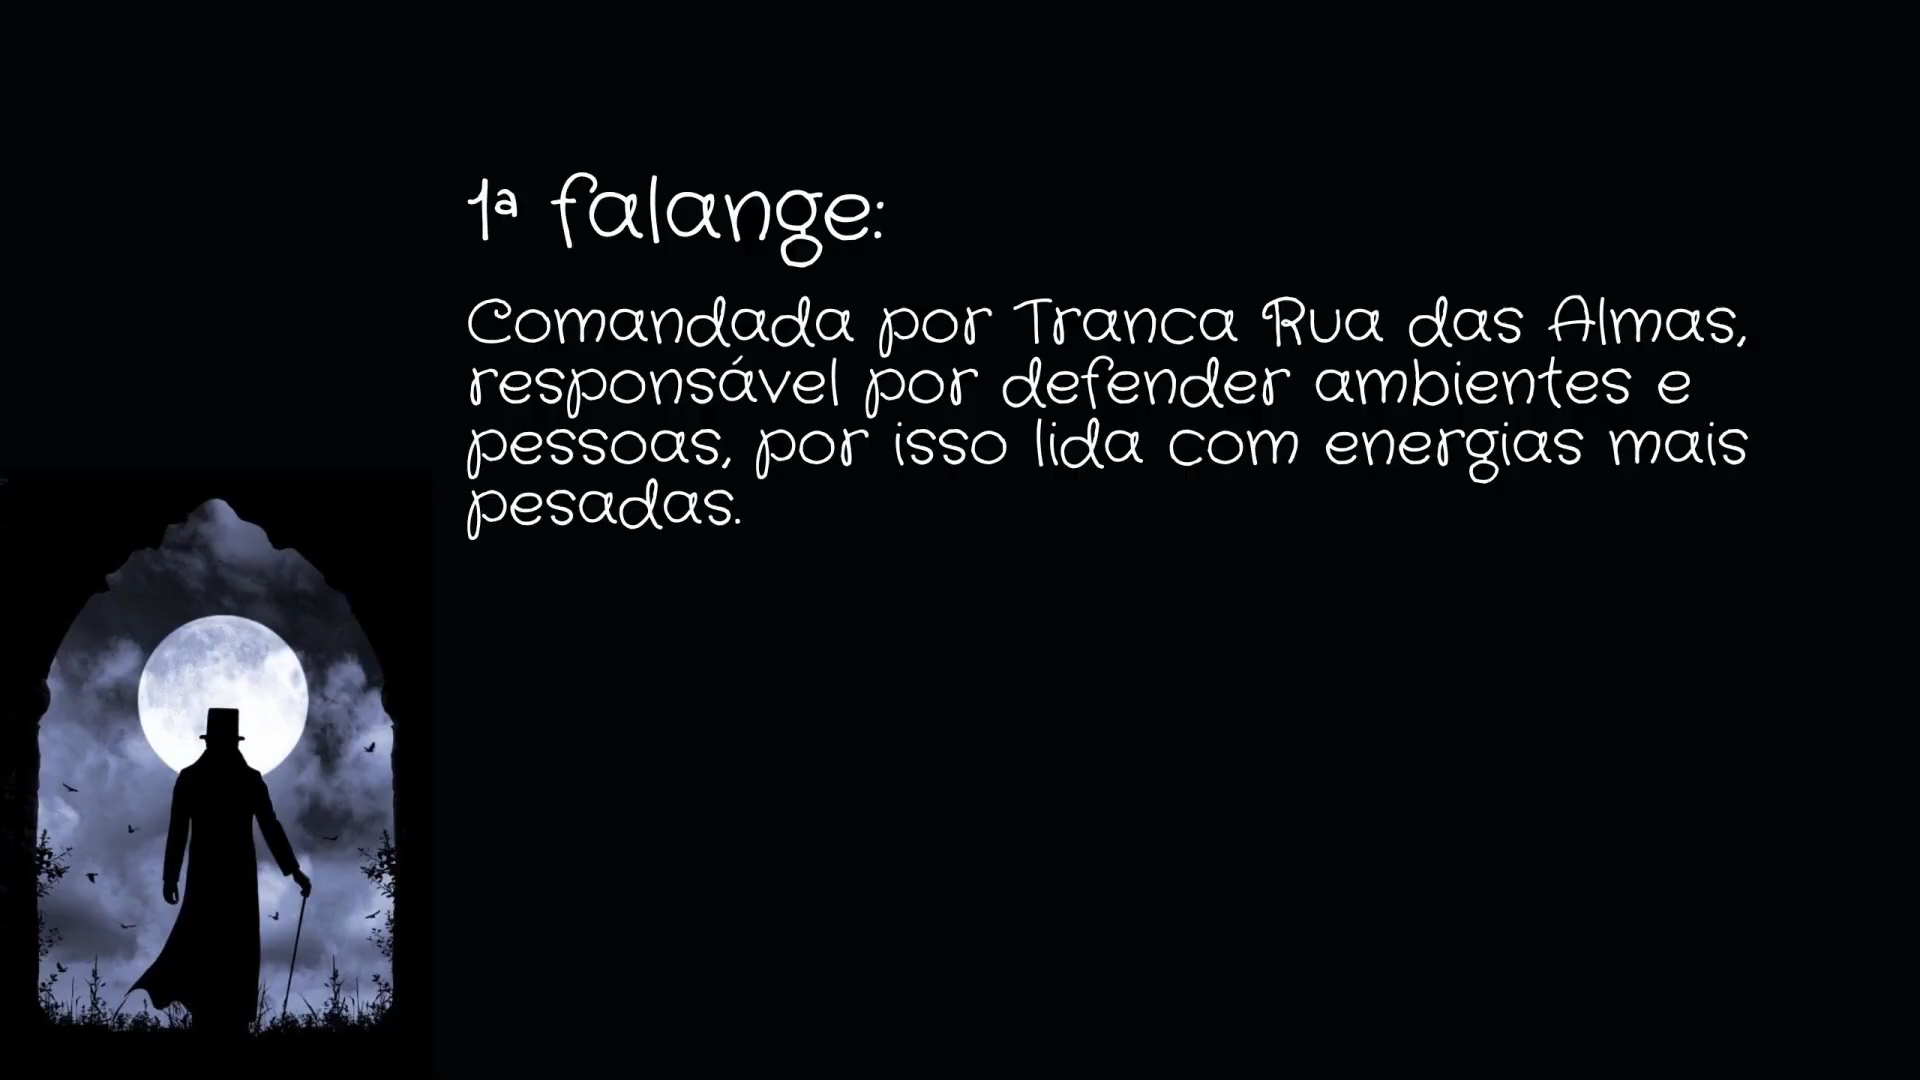 1ª falange:
Comandada por Tranca Rua das Almas,
responsável por defender ambientes e
pessoas, por isso lida com energias mais
pesadas.